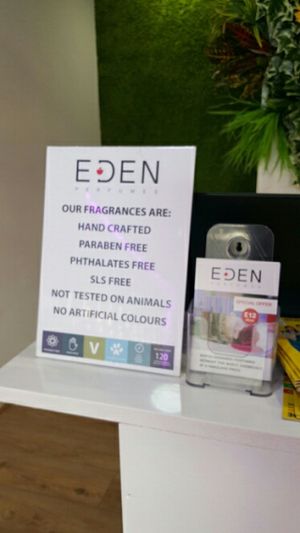 EDEN
PERFUMES
OUR FRAGRANCES ARE:
HAND CRAFTED
PARABEN FREE
PHTHALATES FREE
SLS FREE
NOT TESTED ON ANIMALS
NO ARTIFICIAL COLOURS
V
120
EDEN
PERFUMES
SPECIAL OFFER
£12